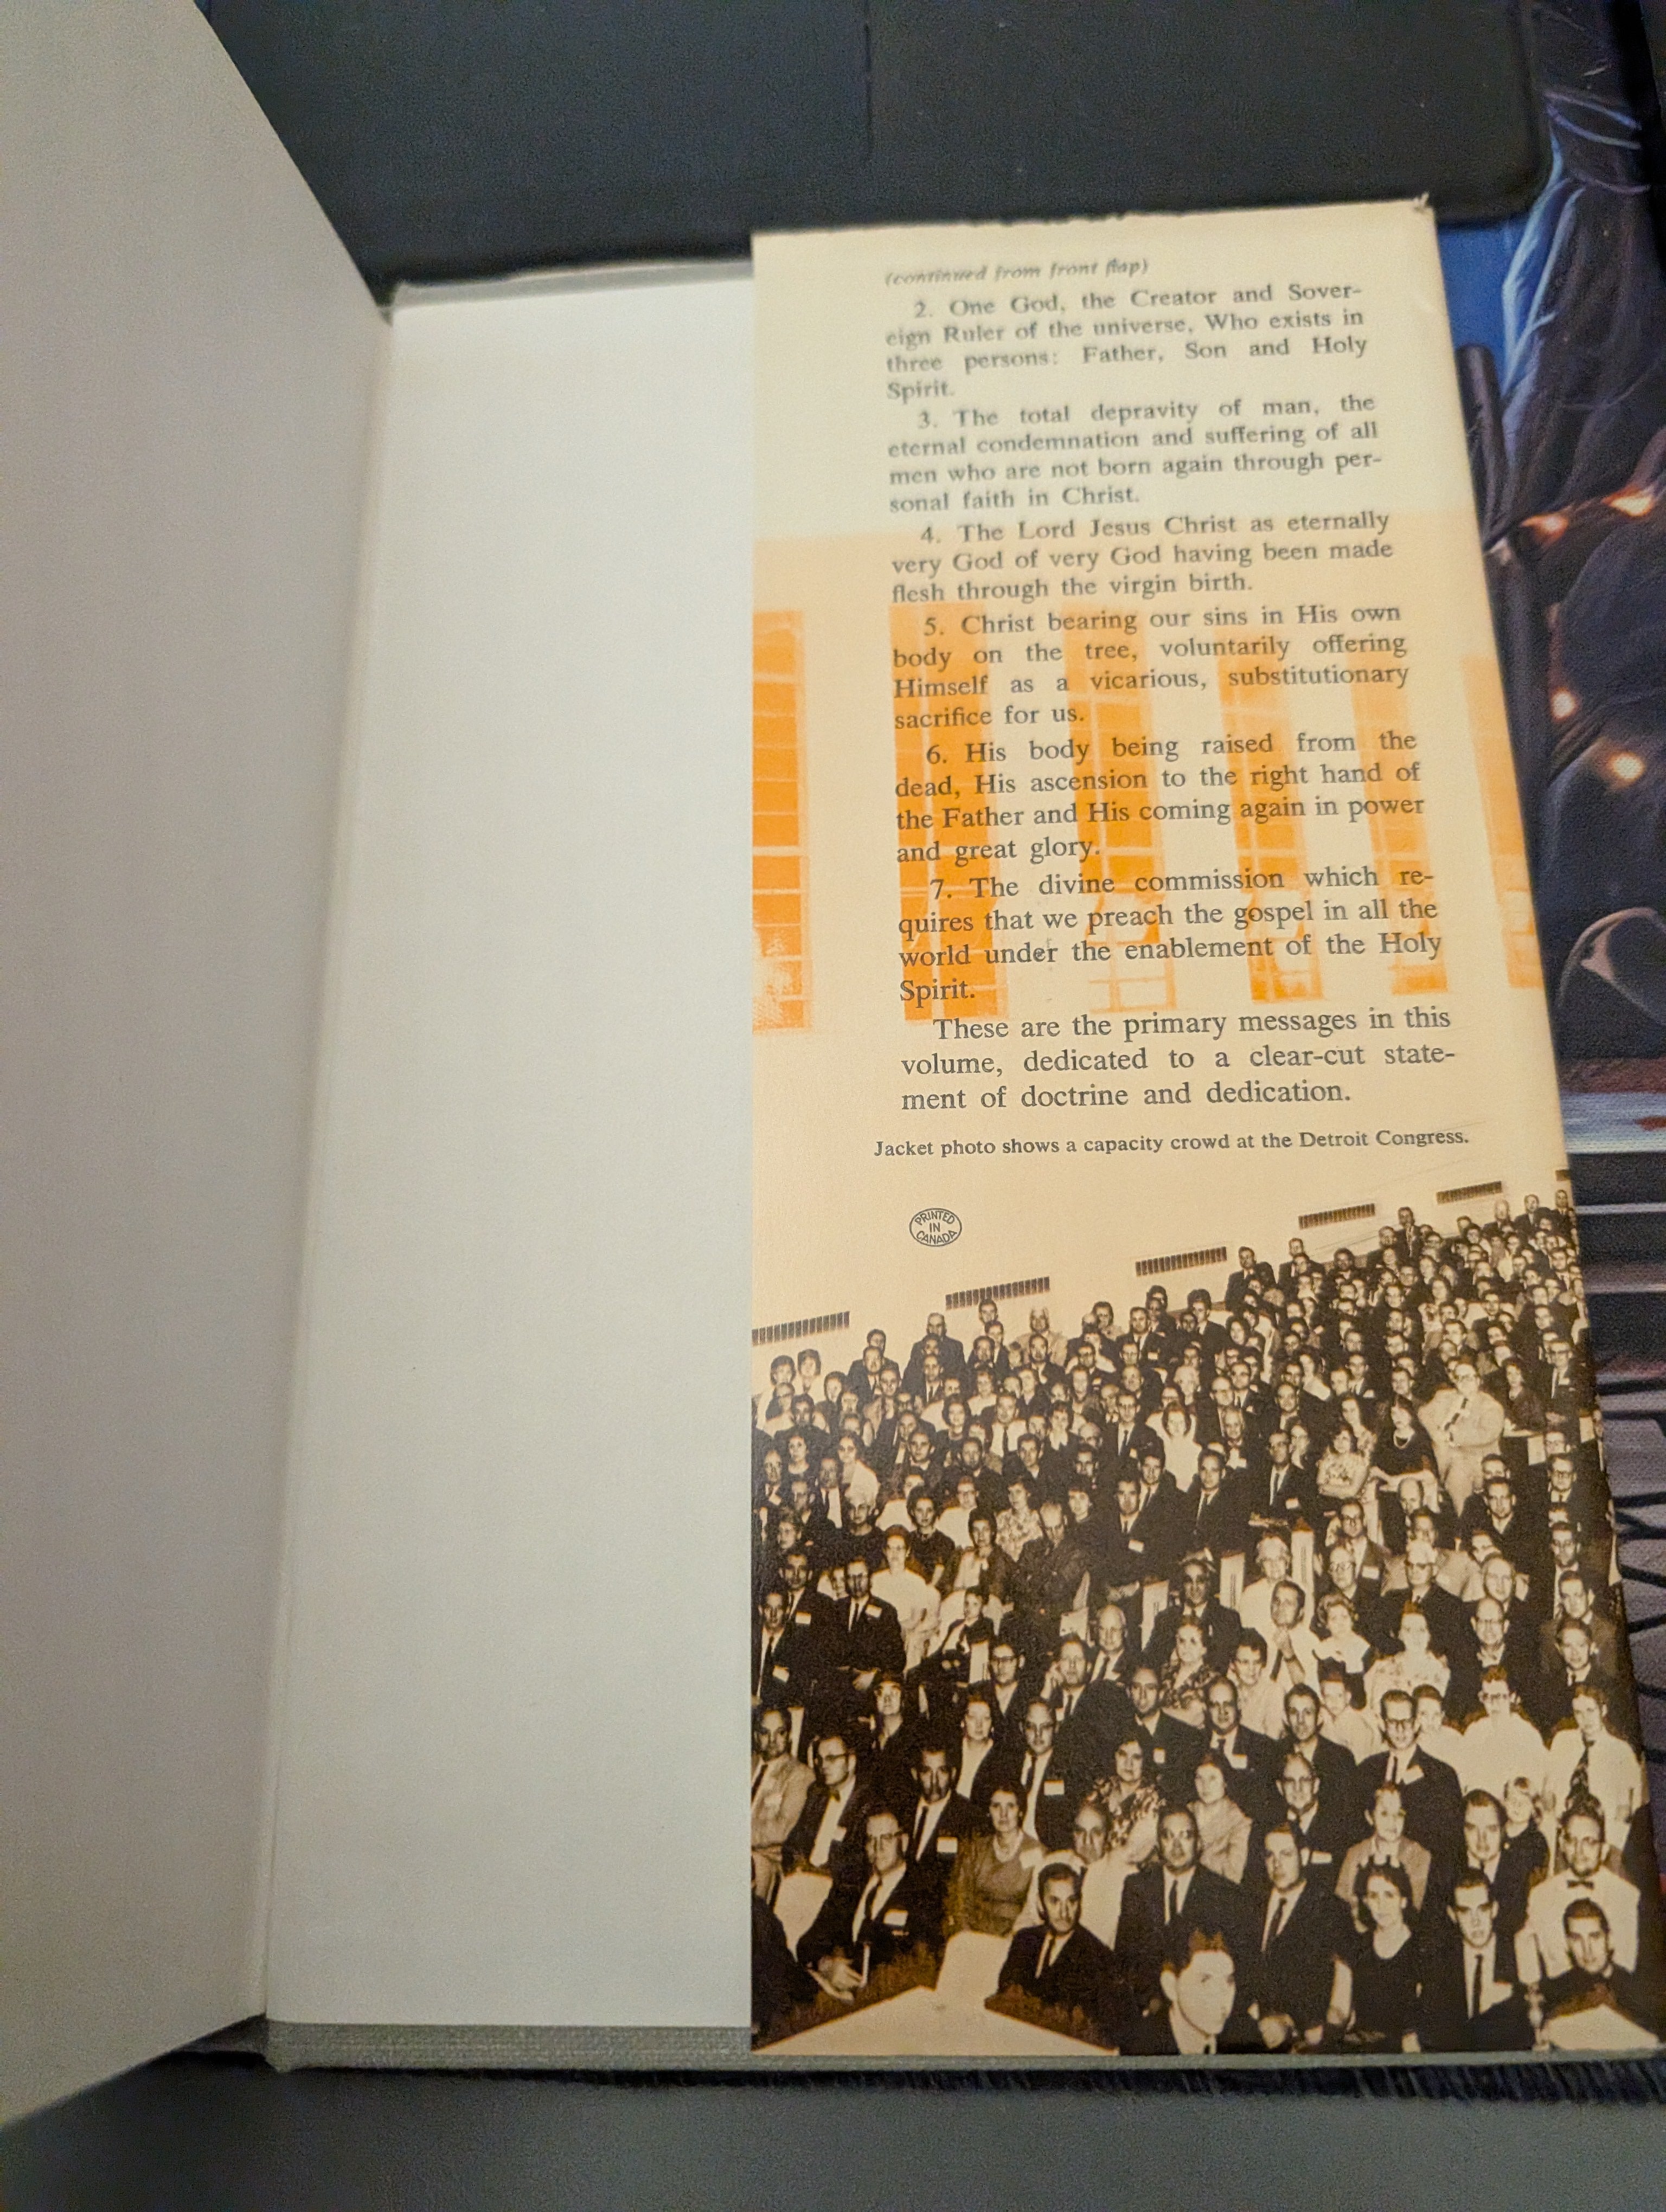 (continued from front flap)
2. One God, the Creator and Sover-
eign Ruler of the universe, Who exists in
three persons: Father, Son and Holy
Spirit.
3. The total depravity of man, the
eternal condemnation and suffering of all
men who are not born again through per-
sonal faith in Christ.
4. The Lord Jesus Christ as eternally
very God of very God having been made
flesh through the virgin birth.
5. Christ bearing our sins in His own
body on the tree, voluntarily offering
Himself as a vicarious, substitutionary
sacrifice for us.
6. His body being raised from the
dead, His ascension to the right hand of
the Father and His coming again in power
and great glory.
7. The divine commission which re-
quires that we preach the gospel in all the
world under the enablement of the Holy
Spirit.
These are the primary messages in this
volume, dedicated to a clear-cut state-
ment of doctrine and dedication.
Jacket photo shows a capacity crowd at the Detroit Congress.
PRINTED
IN
CANADA